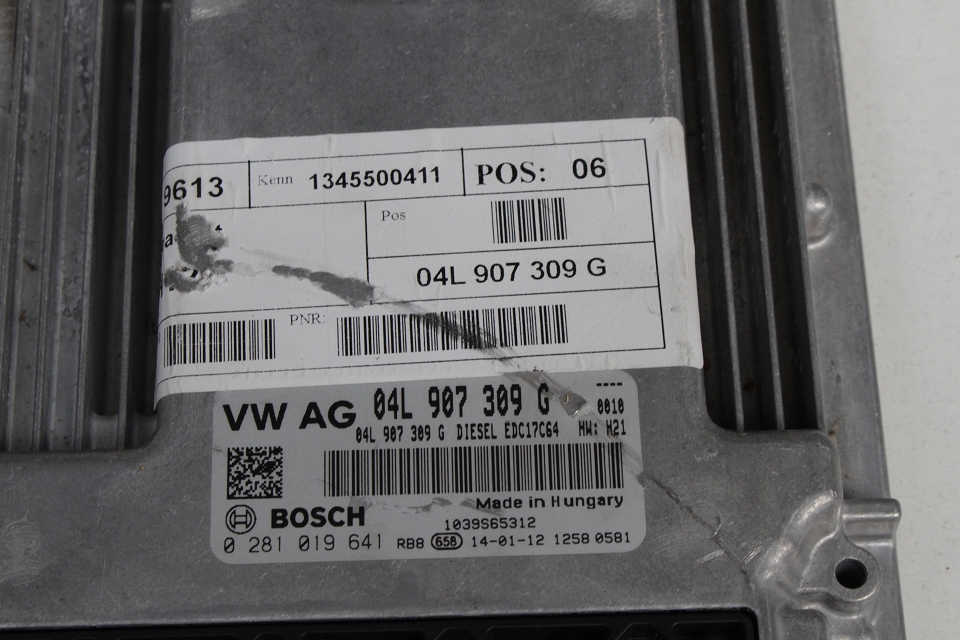 9613 Kenn 1345500411 POS: 06
Pos
04L 907 309 G
PNR:
VW AG 04L 907 309 G ----
0010
04L 907 309 G DIESEL EDC17C64 HW: H21
Made in Hungary
BOSCH 1039S65312
0 281 019 641 RB8 658 14-01-12 1258 0581